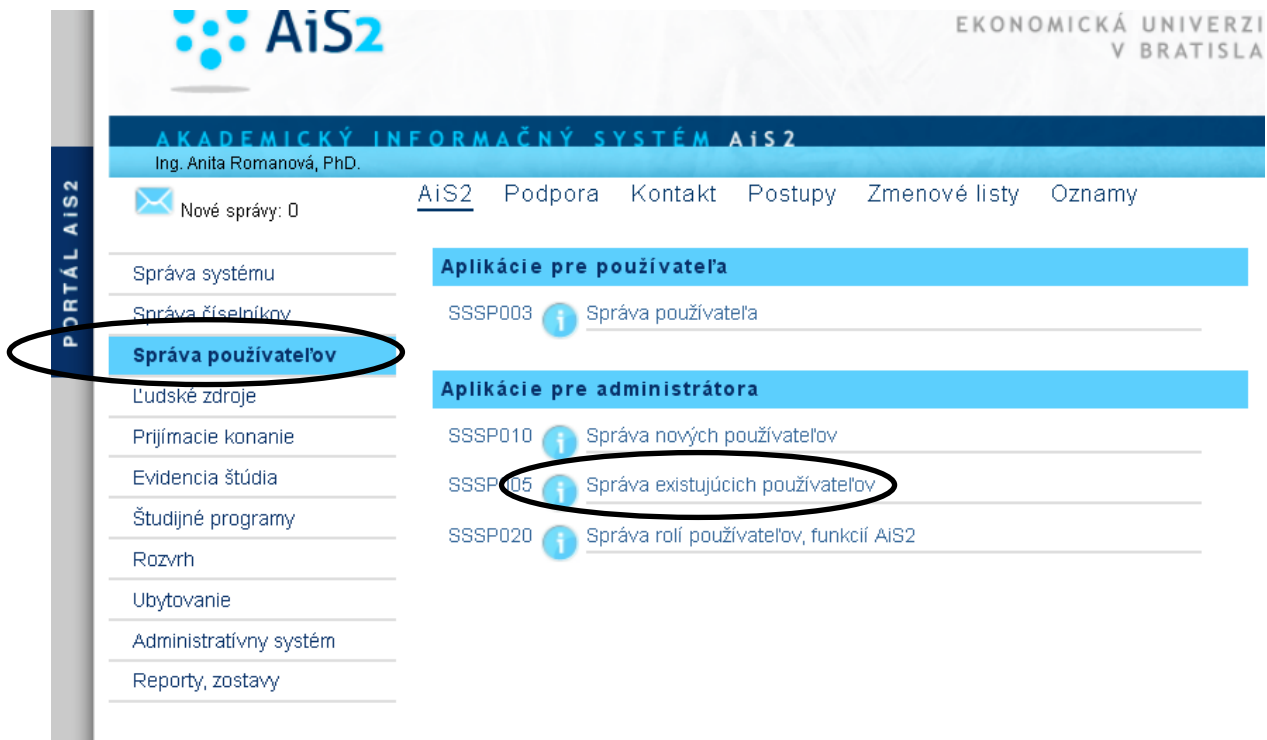 AiS2
EKONOMICKÁ UNIVERZI
V BRATISLA
AKADEMICKÝ INFORMAČNÝ SYSTÉM AiS2
Ing. Anita Romanová, PhD.
PORTÁL AiS2
Nové správy: 0
AiS2 Podpora Kontakt Postupy Zmenové listy Oznamy
Správa systému
Správa číselníkov
Správa používateľov
Ľudské zdroje
Prijímacie konanie
Evidencia štúdia
Študijné programy
Rozvrh
Ubytovanie
Administratívny systém
Reporty, zostavy
Aplikácie pre používateľa
SSSP003 Správa používateľa
Aplikácie pre administrátora
SSSP010 Správa nových používateľov
SSSP005 Správa existujúcich používateľov
SSSP020 Správa rolí používateľov, funkcií AiS2